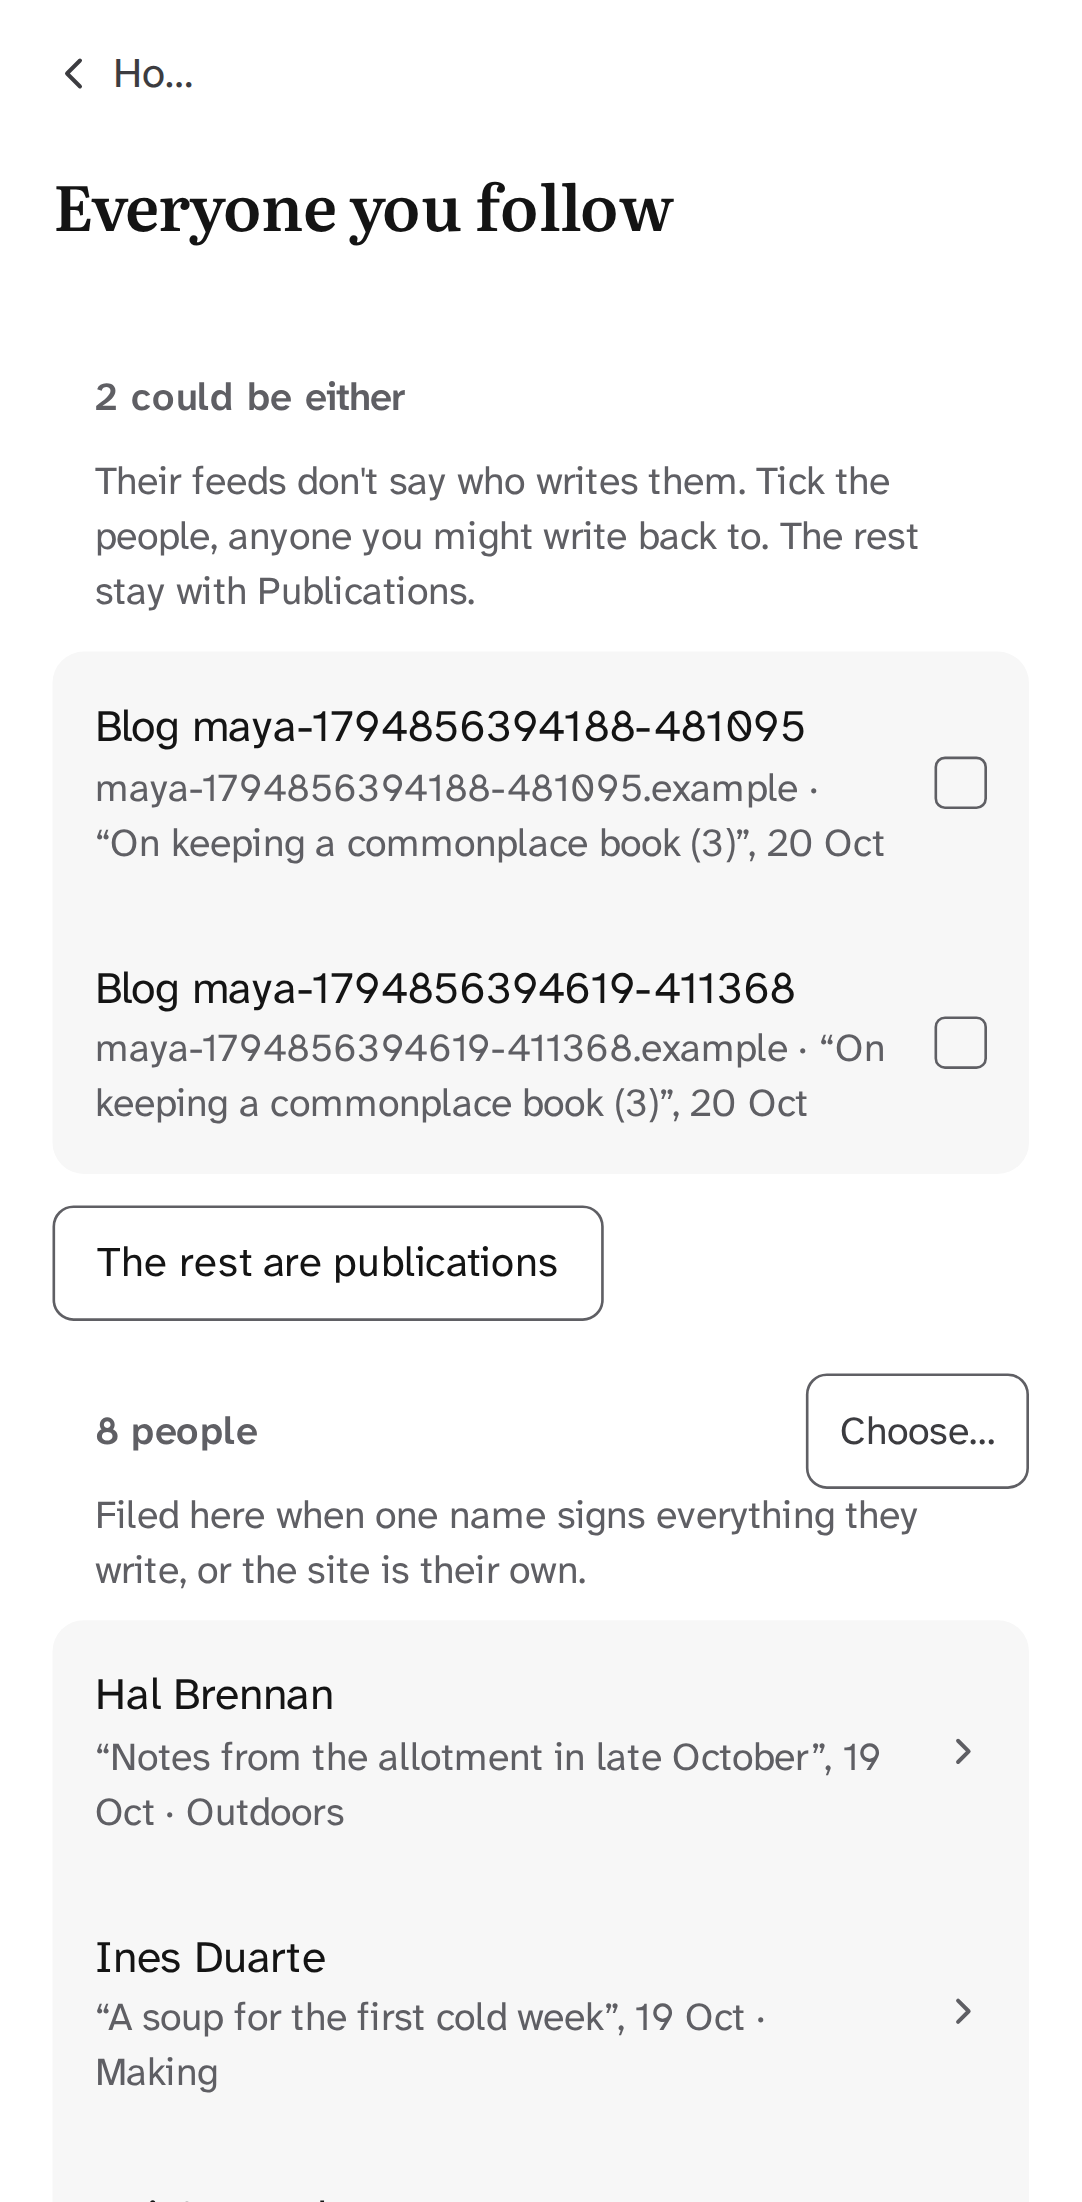 Ho...
Everyone you follow
2 could be either
Their feeds don't say who writes them. Tick the
people, anyone you might write back to. The rest
stay with Publications.
Blog maya-1794856394188-481095
maya-1794856394188-481095.example ·
“On keeping a commonplace book (3)”, 20 Oct
Blog maya-1794856394619-411368
maya-1794856394619-411368.example · “On
keeping a commonplace book (3)”, 20 Oct
The rest are publications
8 people
Choose...
Filed here when one name signs everything they
write, or the site is their own.
Hal Brennan
“Notes from the allotment in late October”, 19
Oct · Outdoors
Ines Duarte
“A soup for the first cold week”, 19 Oct ·
Making